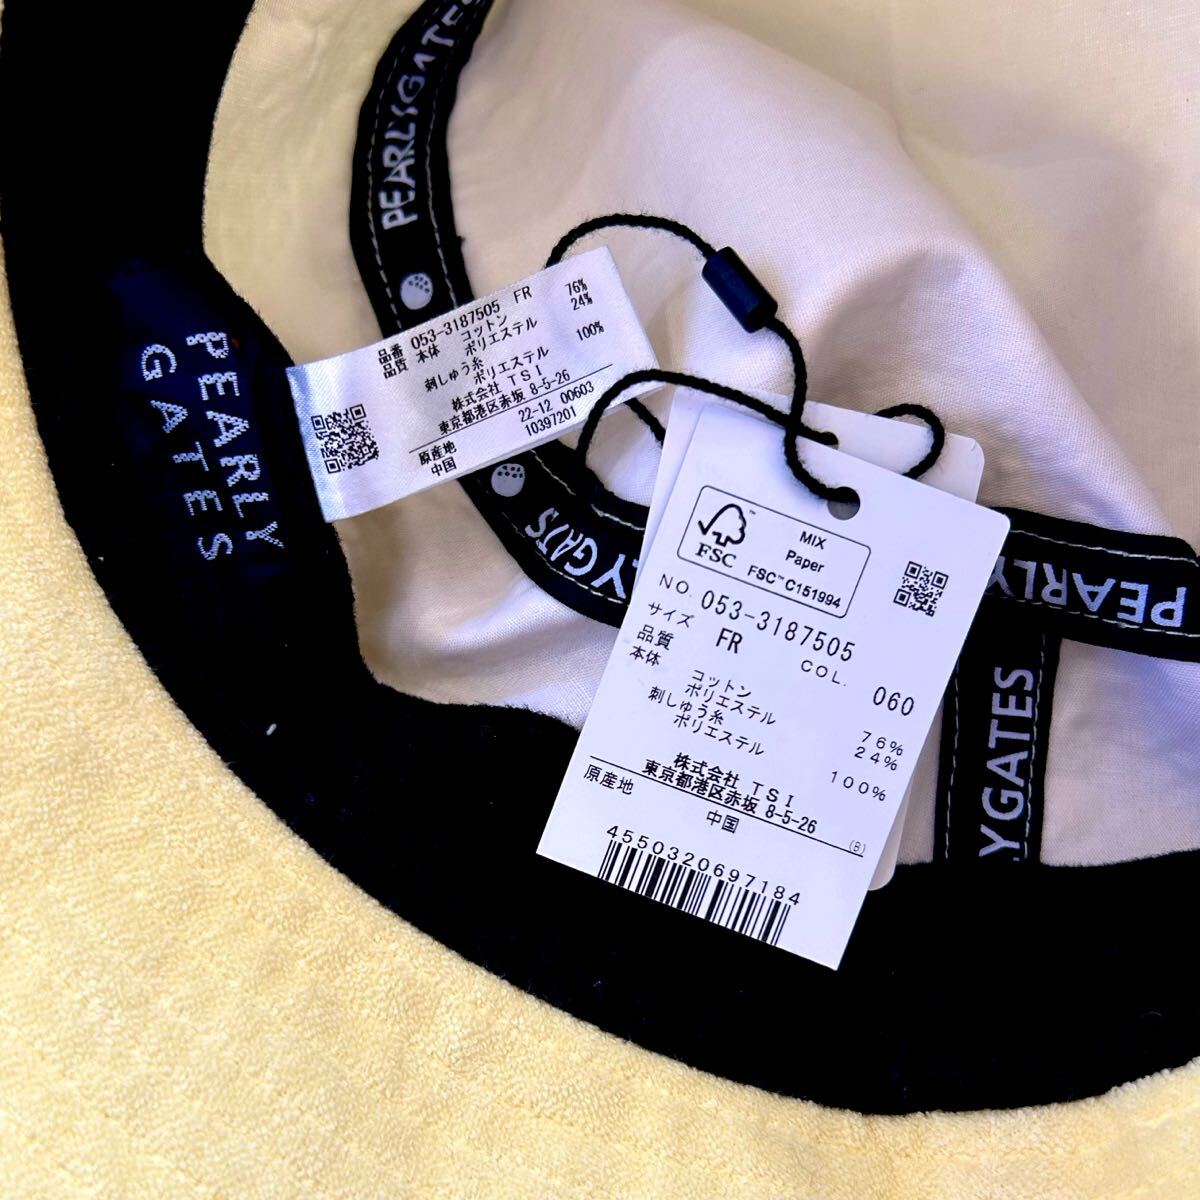 PEARLYGATES
PEARLY
GATES
品番 053-3187505 FR
品質 本体 コットン 76%
ポリエステル 24%
刺しゅう糸
ポリエステル 100%
株式会社 TSI
東京都港区赤坂 8-5-26
22-12 00603
10397201
原産地
中国
LYGATES
PEARLY
YGATES
FSC™
MIX
Paper
FSC™ C151994
NO. 053-3187505
サイズ FR COL. 060
品質
本体
コットン 76%
ポリエステル 24%
刺しゅう糸
ポリエステル 100%
株式会社 TSI
東京都港区赤坂 8-5-26
原産地 中国 (B)
4550320697184